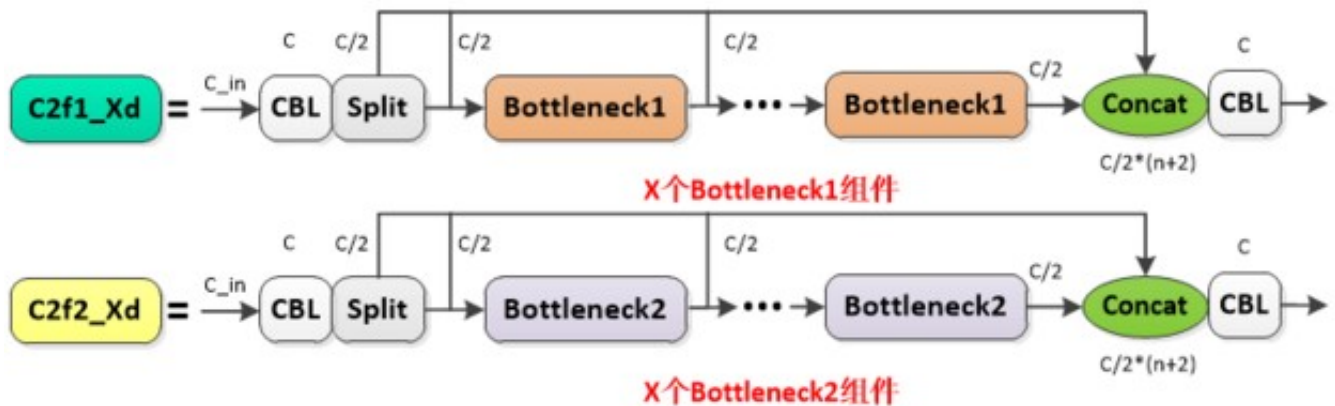 C C/2 C/2 C/2 C/2 C
C2f1_Xd = C_in CBL Split Bottleneck1 ••• Bottleneck1 Concat CBL
C/2*(n+2)
X个Bottleneck1组件
C C/2 C/2 C/2 C/2 C
C2f2_Xd = C_in CBL Split Bottleneck2 ••• Bottleneck2 Concat CBL
C/2*(n+2)
X个Bottleneck2组件